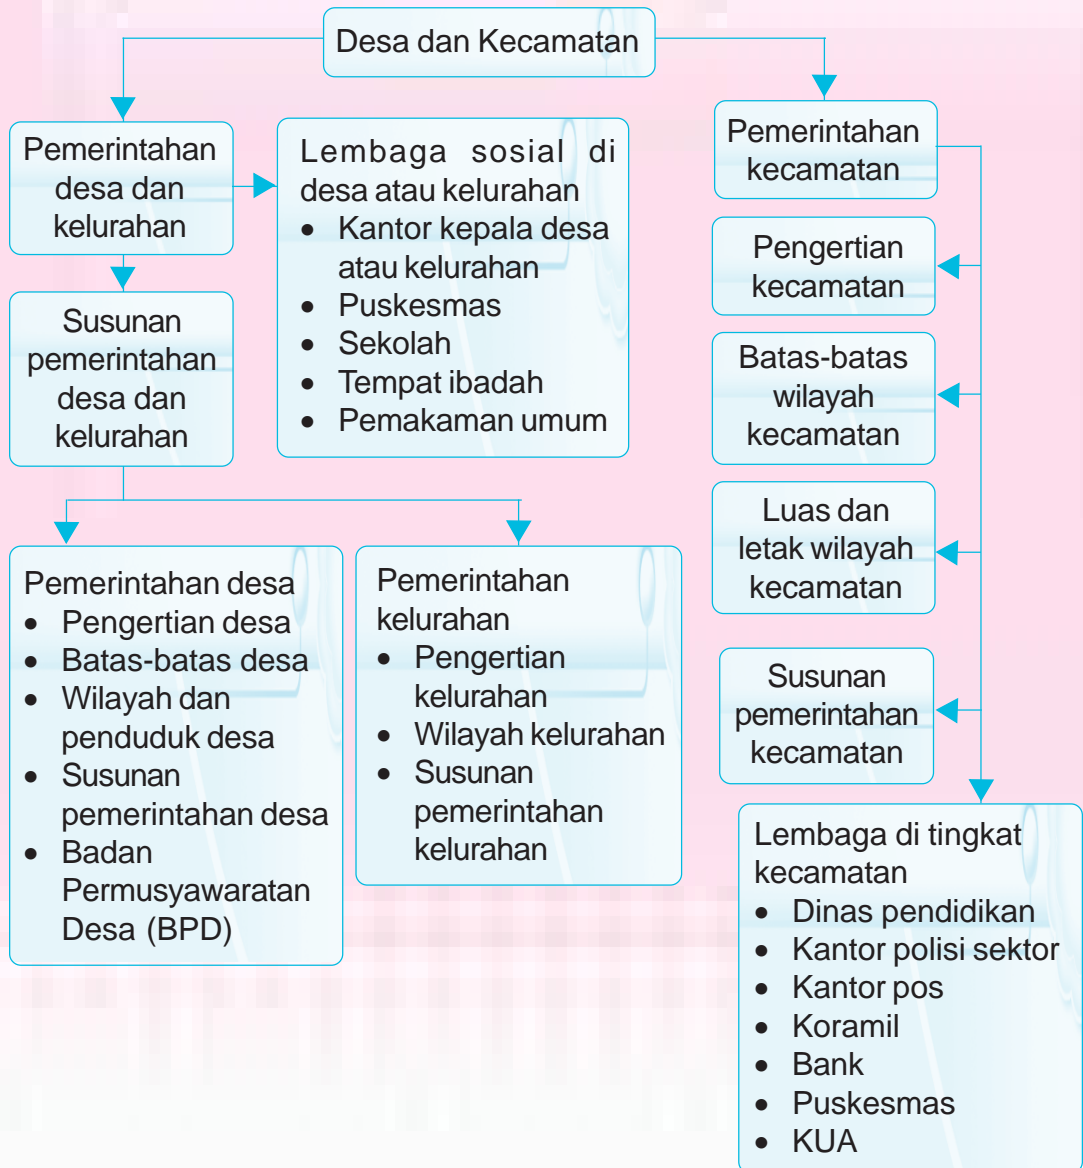 Desa dan Kecamatan
Pemerintahan
desa dan
kelurahan
Lembaga sosial di
desa atau kelurahan
• Kantor kepala desa
atau kelurahan
• Puskesmas
• Sekolah
• Tempat ibadah
• Pemakaman umum
Susunan
pemerintahan
desa dan
kelurahan
Pemerintahan desa
• Pengertian desa
• Batas-batas desa
• Wilayah dan
penduduk desa
• Susunan
pemerintahan desa
• Badan
Permusyawaratan
Desa (BPD)
Pemerintahan
kelurahan
• Pengertian
kelurahan
• Wilayah kelurahan
• Susunan
pemerintahan
kelurahan
Pemerintahan
kecamatan
Pengertian
kecamatan
Batas-batas
wilayah
kecamatan
Luas dan
letak wilayah
kecamatan
Susunan
pemerintahan
kecamatan
Lembaga di tingkat
kecamatan
• Dinas pendidikan
• Kantor polisi sektor
• Kantor pos
• Koramil
• Bank
• Puskesmas
• KUA